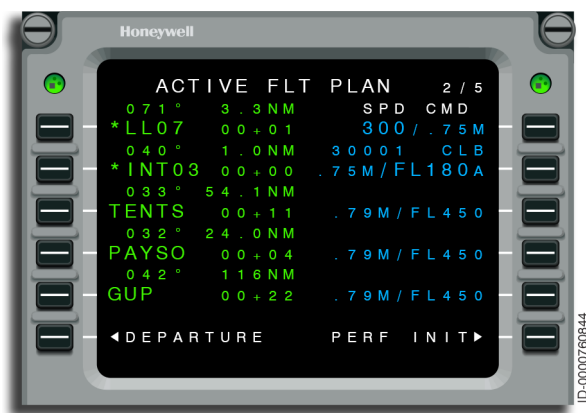 Honeywell
ACTIVE FLT PLAN 2/5
071° 3.3NM SPD CMD
*LL07 00+01 300/.75M
040° 1.0NM 30001 CLB
*INT03 00+00 .75M/FL180A
033° 54.1NM
TENTS 00+11 .79M/FL450
032° 24.0NM
PAYSO 00+04 .79M/FL450
042° 116NM
GUP 00+22 .79M/FL450
◄DEPARTURE PERF INIT►
ID-0000760844